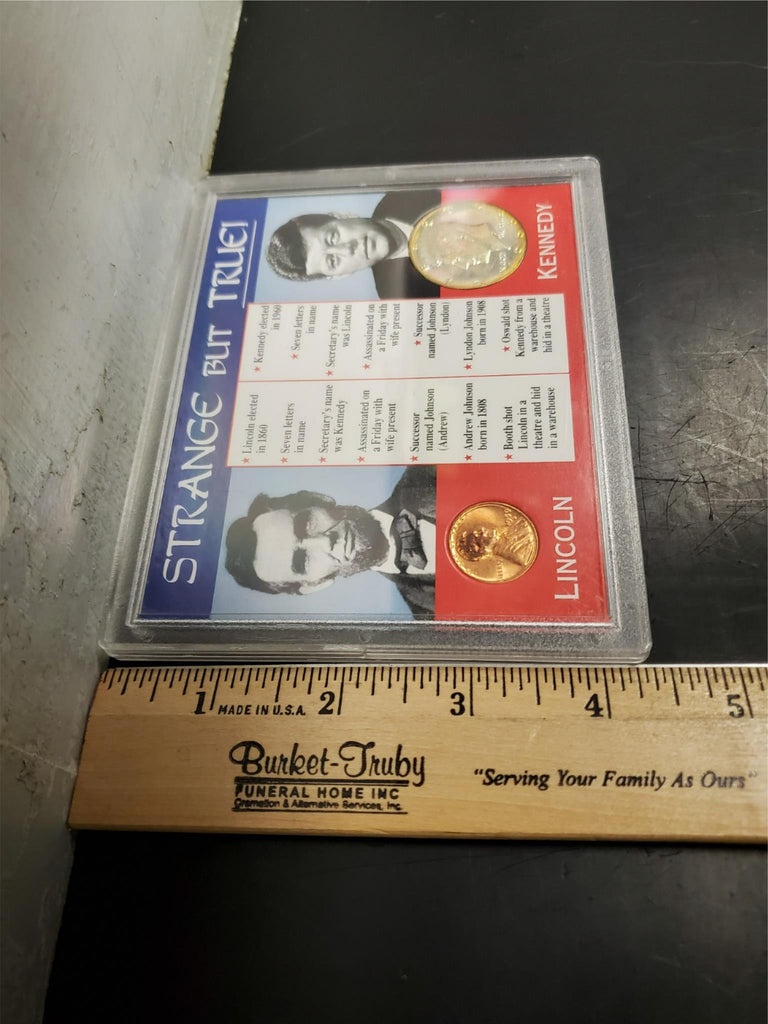 STRANGE BUT TRUE!
★ Lincoln elected
in 1860
★ Seven letters
in name
★ Secretary's name
was Kennedy
★ Assassinated on
a Friday with
wife present
★ Successor
named Johnson
(Andrew)
★ Andrew Johnson
born in 1808
★ Booth shot
Lincoln in a
theatre and hid
in a warehouse
★ Kennedy elected
in 1960
★ Seven letters
in name
★ Secretary's name
was Lincoln
★ Assassinated on
a Friday with
wife present
★ Successor
named Johnson
(Lyndon)
★ Lyndon Johnson
born in 1908
★ Oswald shot
Kennedy from a
warehouse and
hid in a theatre
LINCOLN
KENNEDY
1 2 3 4 5
MADE IN U.S.A.
Burket-Truby
FUNERAL HOME INC
Cremation & Alternative Services, Inc.
"Serving Your Family As Ours"